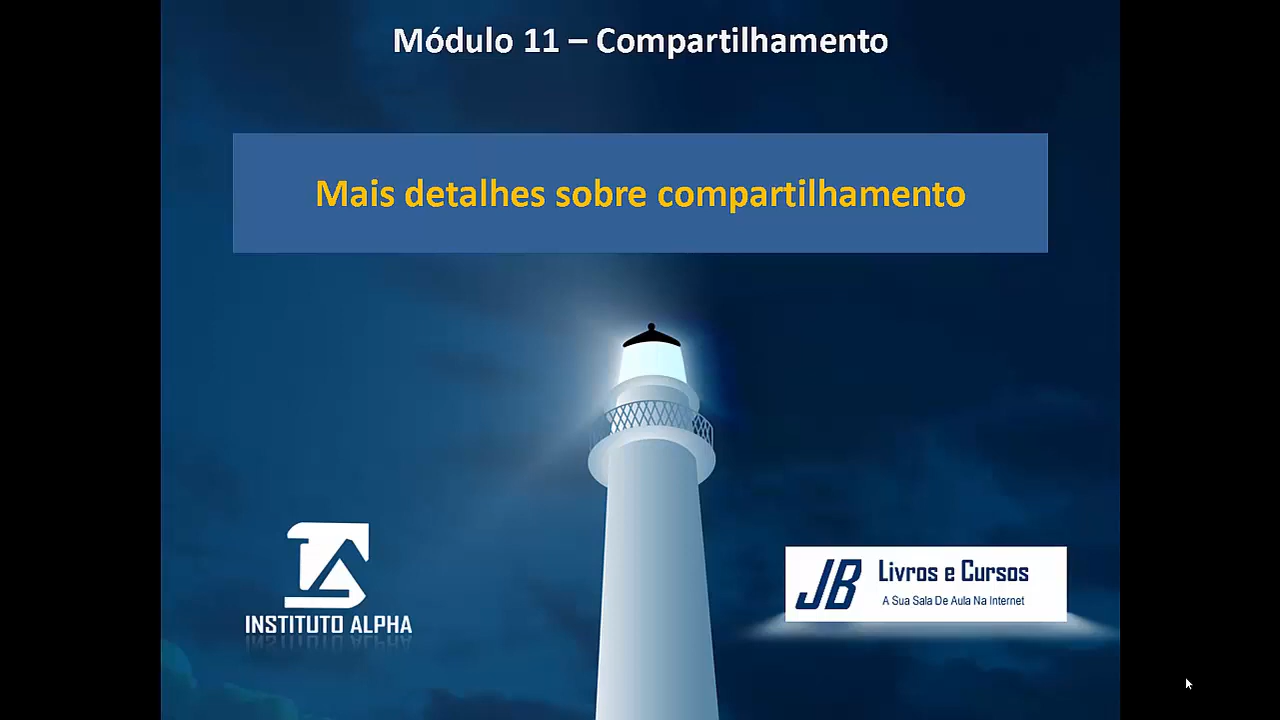 Módulo 11 – Compartilhamento
Mais detalhes sobre compartilhamento
INSTITUTO ALPHA
JB
Livros e Cursos
A Sua Sala De Aula Na Internet